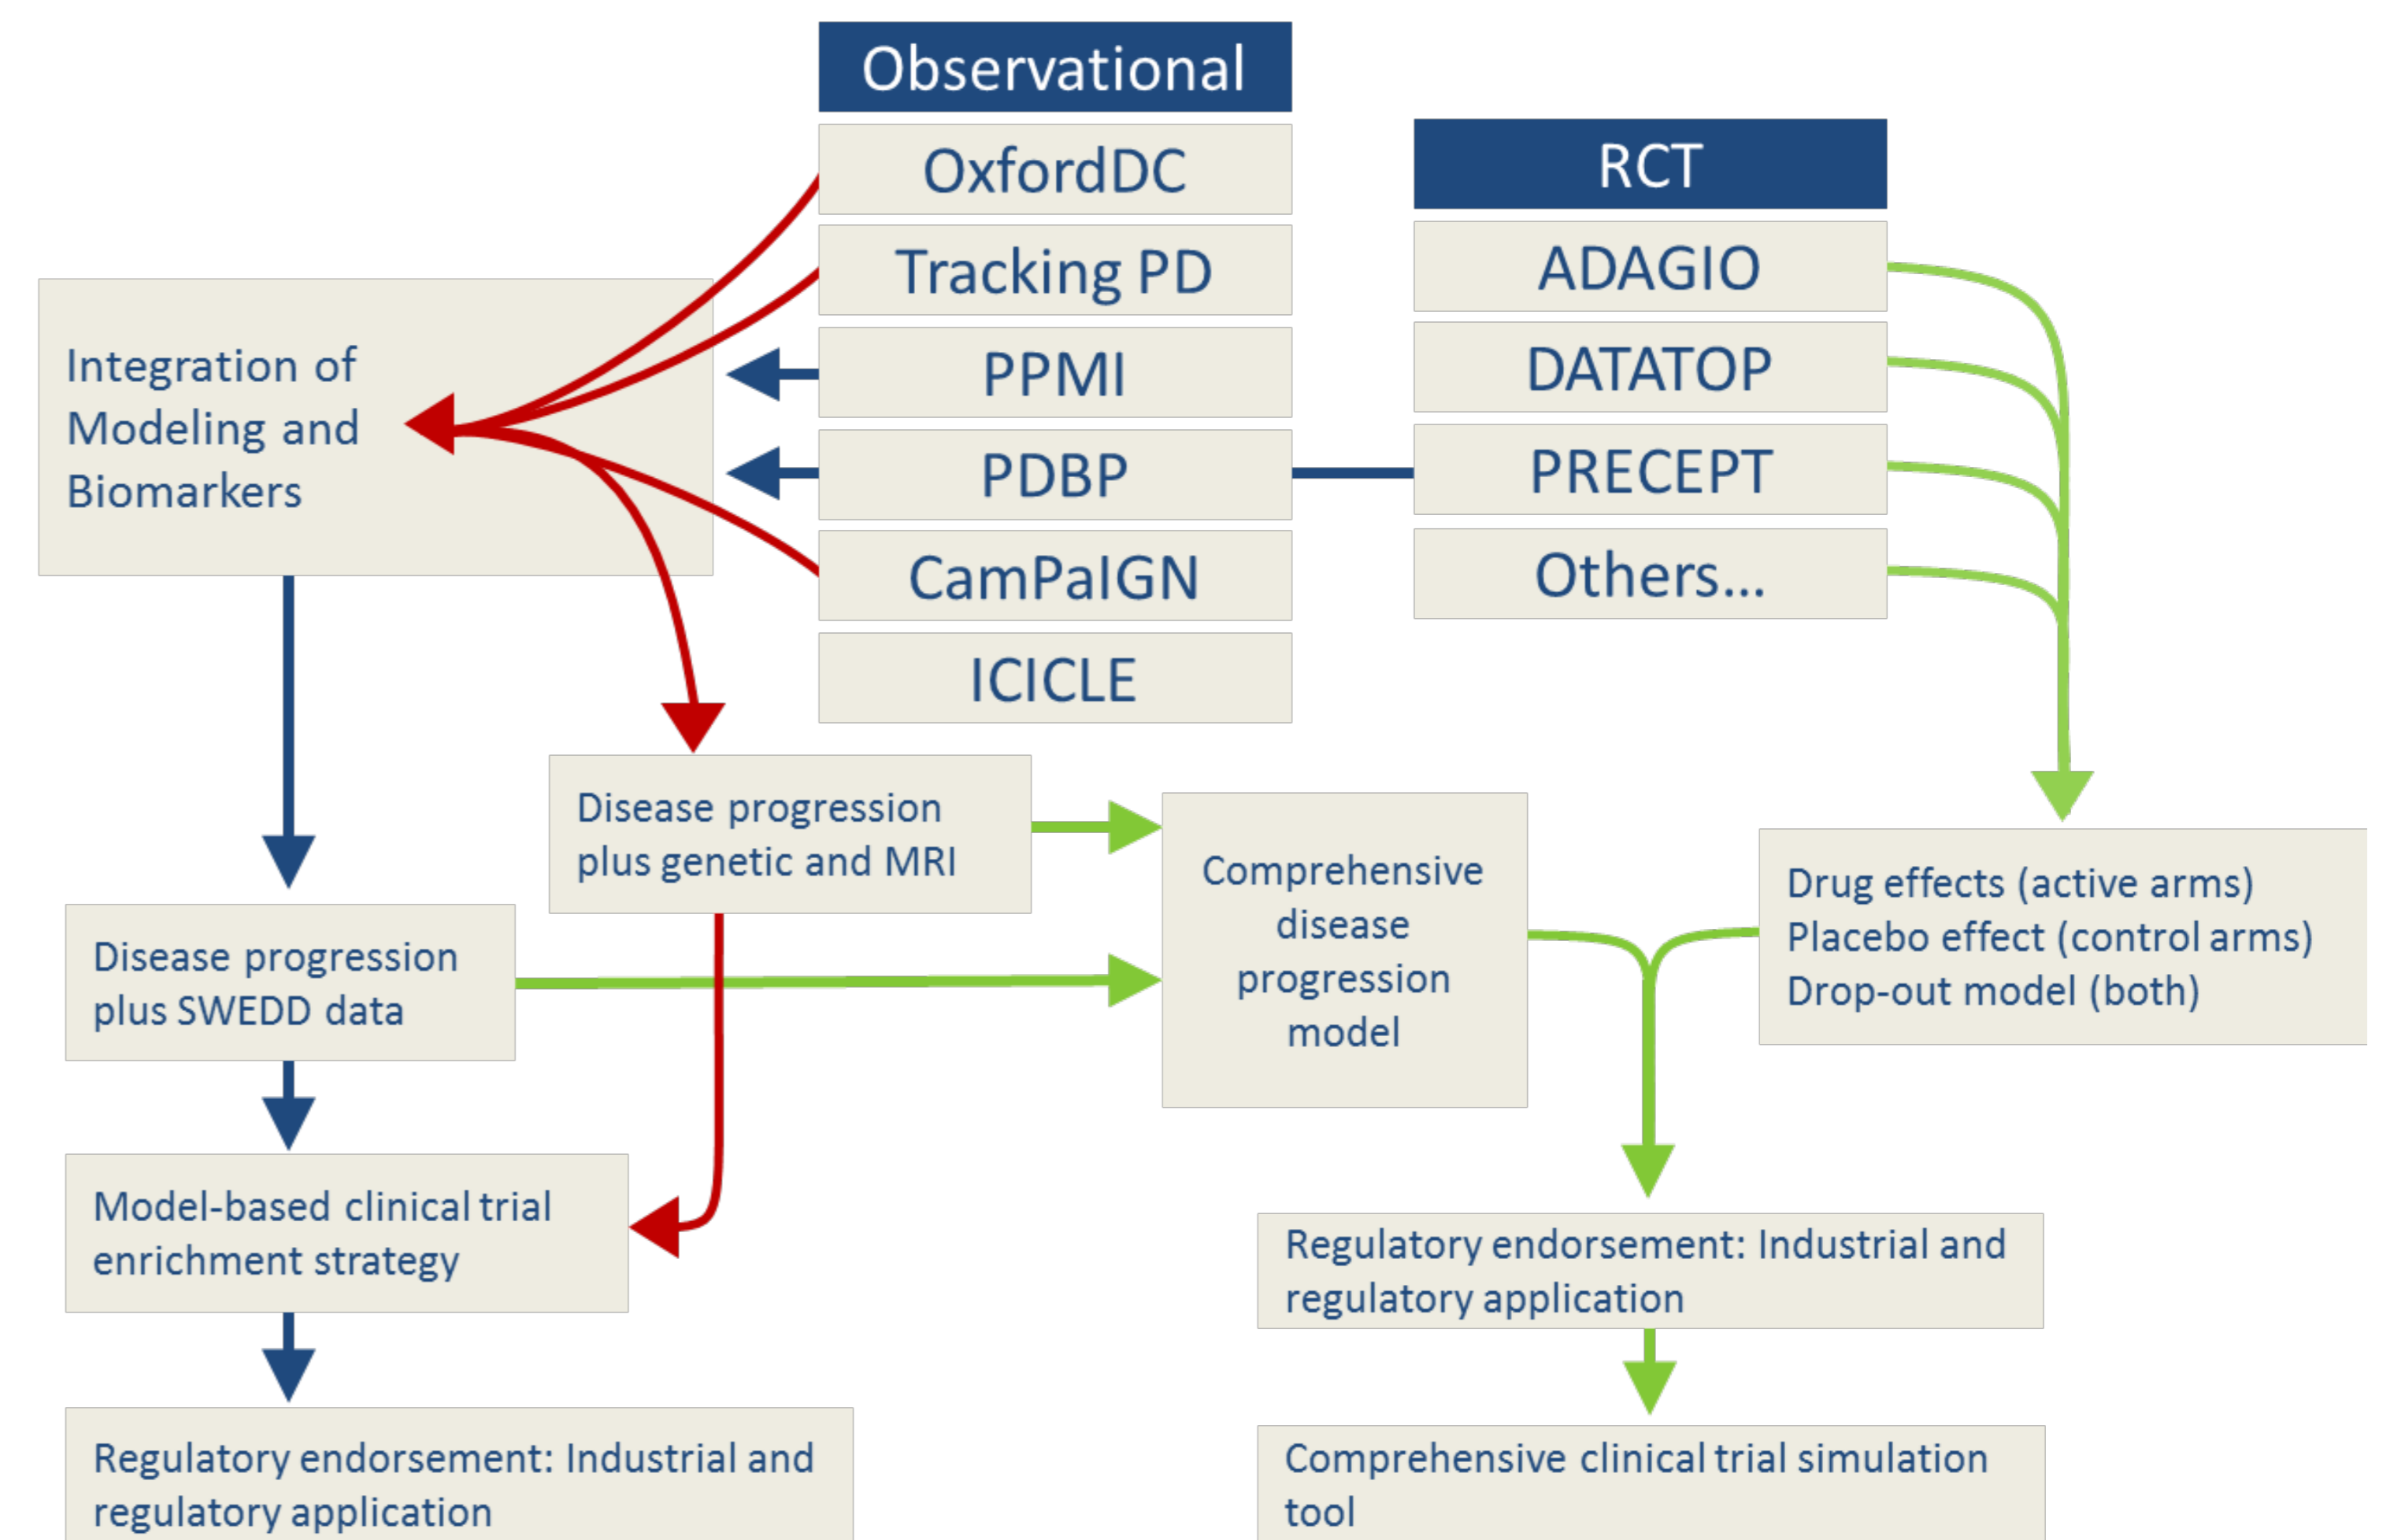 Observational
OxfordDC
Tracking PD
PPMI
PDBP
CamPaIGN
ICICLE
RCT
ADAGIO
DATATOP
PRECEPT
Others...
Integration of
Modeling and
Biomarkers
Disease progression
plus genetic and MRI
Comprehensive
disease
progression
model
Drug effects (active arms)
Placebo effect (control arms)
Drop-out model (both)
Disease progression
plus SWEDD data
Model-based clinical trial
enrichment strategy
Regulatory endorsement: Industrial and
regulatory application
Regulatory endorsement: Industrial and
regulatory application
Comprehensive clinical trial simulation
tool